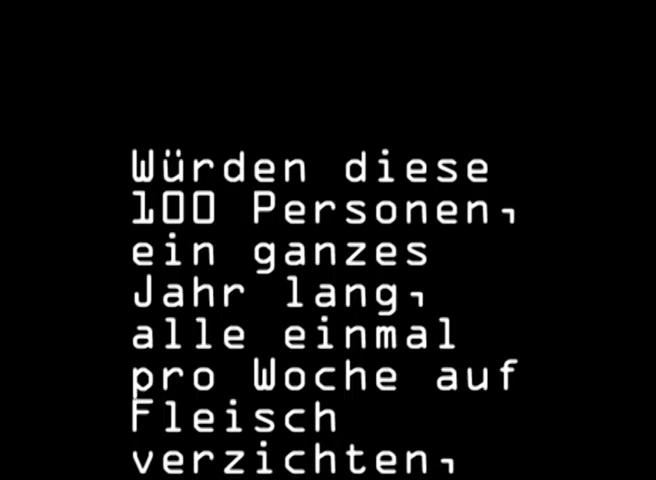 Würden diese
100 Personen,
ein ganzes
Jahr lang,
alle einmal
pro Woche auf
Fleisch
verzichten,